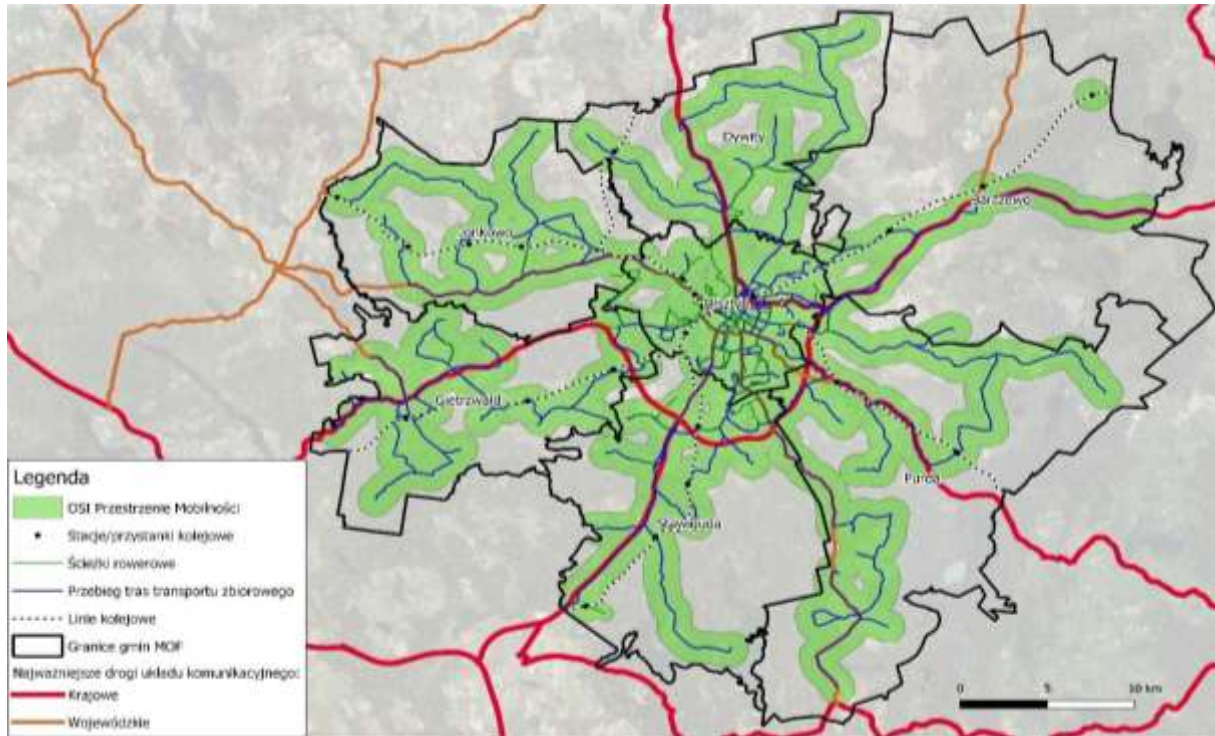 Dywity
Barczewo
Jonkowo
Olsztyn
Gietrzwałd
Purda
Stawiguda
Legenda
OSI Przestrzenie Mobilności
Stacje/przystanki kolejowe
Ścieżki rowerowe
Przebieg tras transportu zbiorowego
Linie kolejowe
Granice gmin MOF
Najważniejsze drogi układu komunikacyjnego:
Krajowe
Wojewódzkie
0 5 10 km